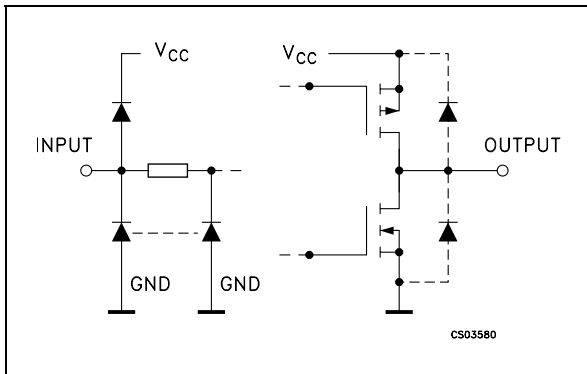 VCC
VCC
INPUT
OUTPUT
GND
GND
CS03580